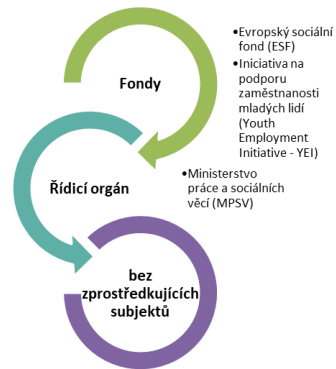 Fondy
•Evropský sociální
fond (ESF)
•Iniciativa na
podporu
zaměstnanosti
mladých lidí
(Youth
Employment
Initiative - YEI)
Řídicí orgán
•Ministerstvo
práce a sociálních
věcí (MPSV)
bez
zprostředkujících
subjektů